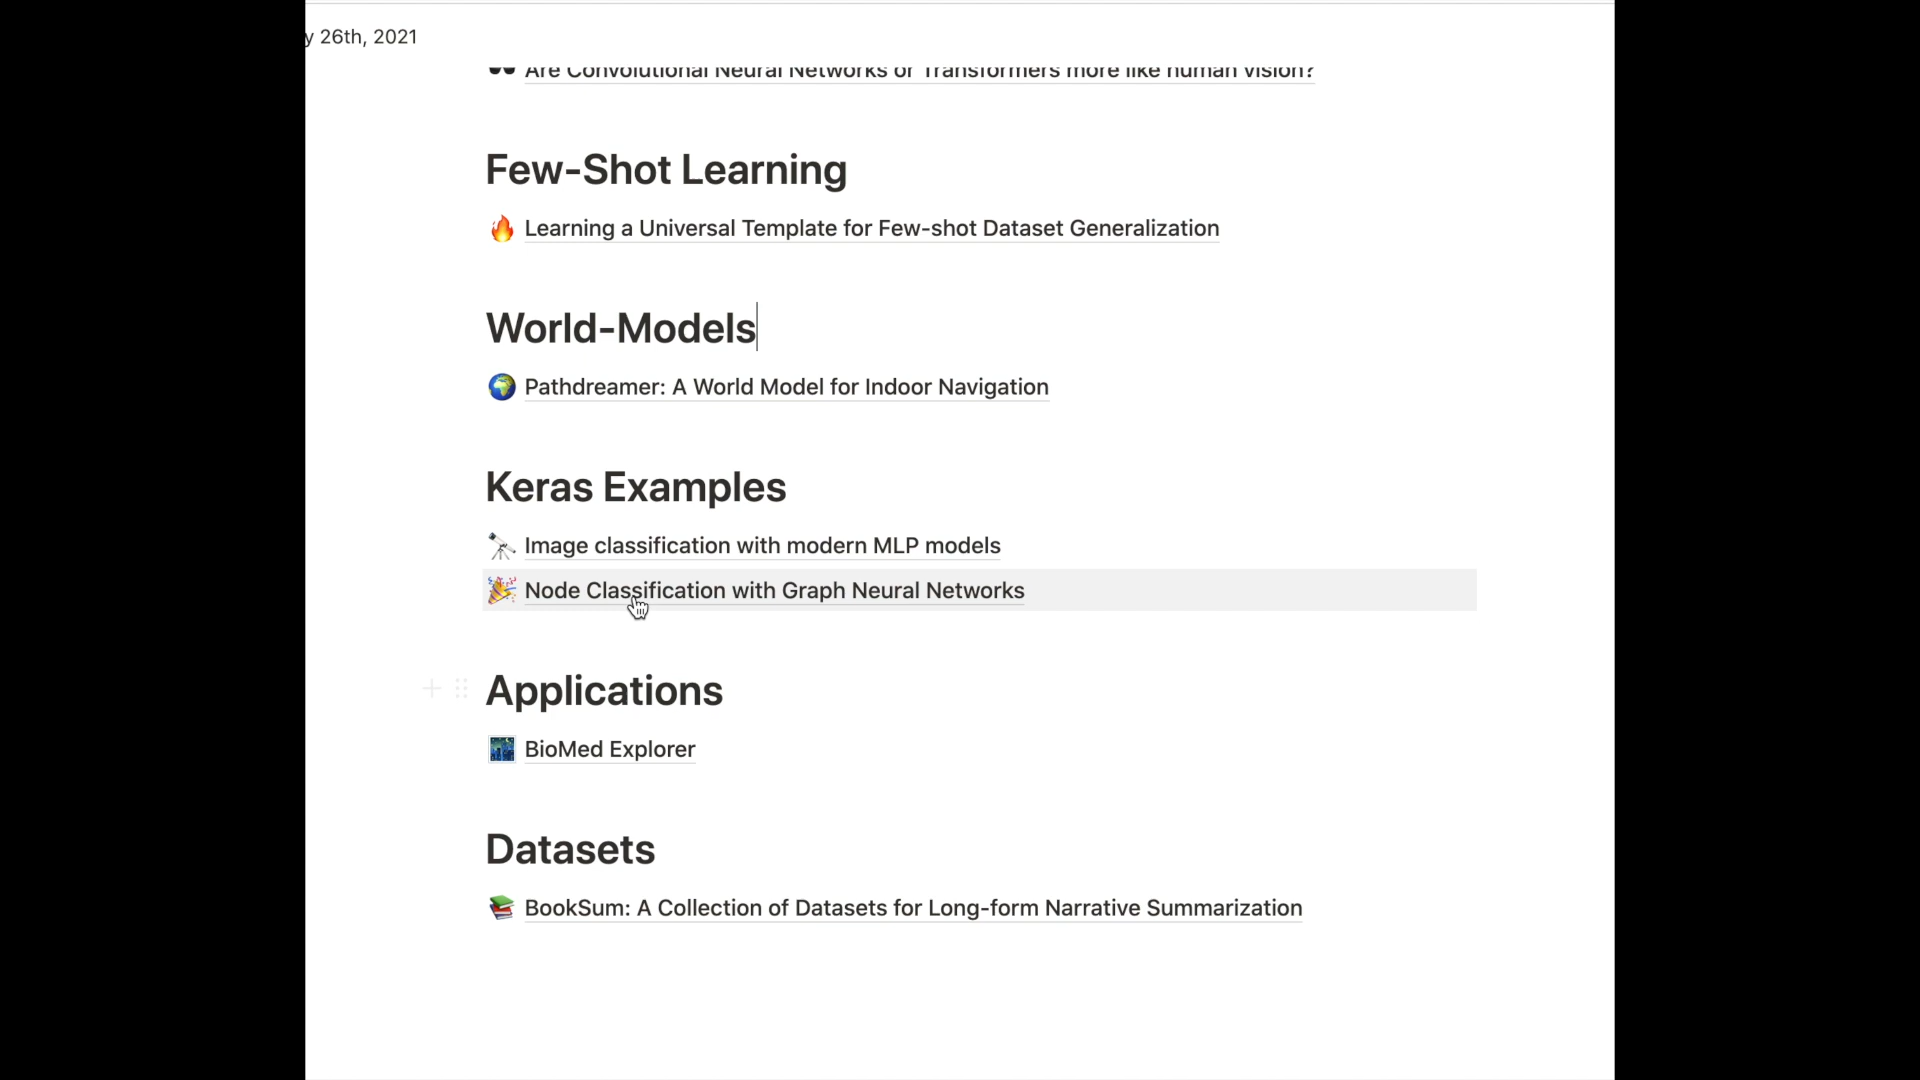 y 26th, 2021
Are Convolutional Neural Networks or Transformers more like human vision?
Few-Shot Learning
Learning a Universal Template for Few-shot Dataset Generalization
World-Models
Pathdreamer: A World Model for Indoor Navigation
Keras Examples
Image classification with modern MLP models
Node Classification with Graph Neural Networks
Applications
BioMed Explorer
Datasets
BookSum: A Collection of Datasets for Long-form Narrative Summarization